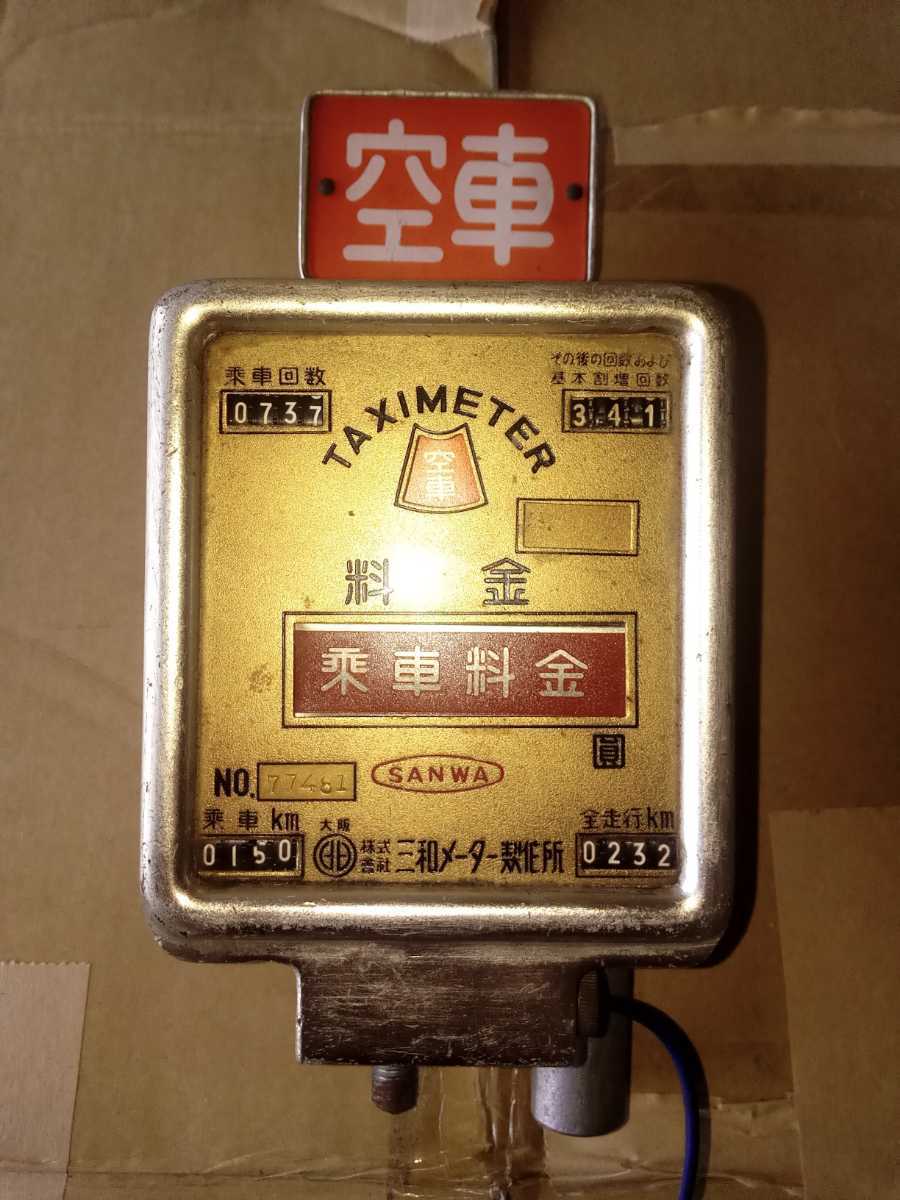 空車
乗車回数
0737
その後の回数および
基本割増回数
341
TAXIMETER
空車
料金
乗車料金
圓
NO. 77461
SANWA
乗車km
0150
大阪
株式会社 三和メーター製作所
全走行km
0232